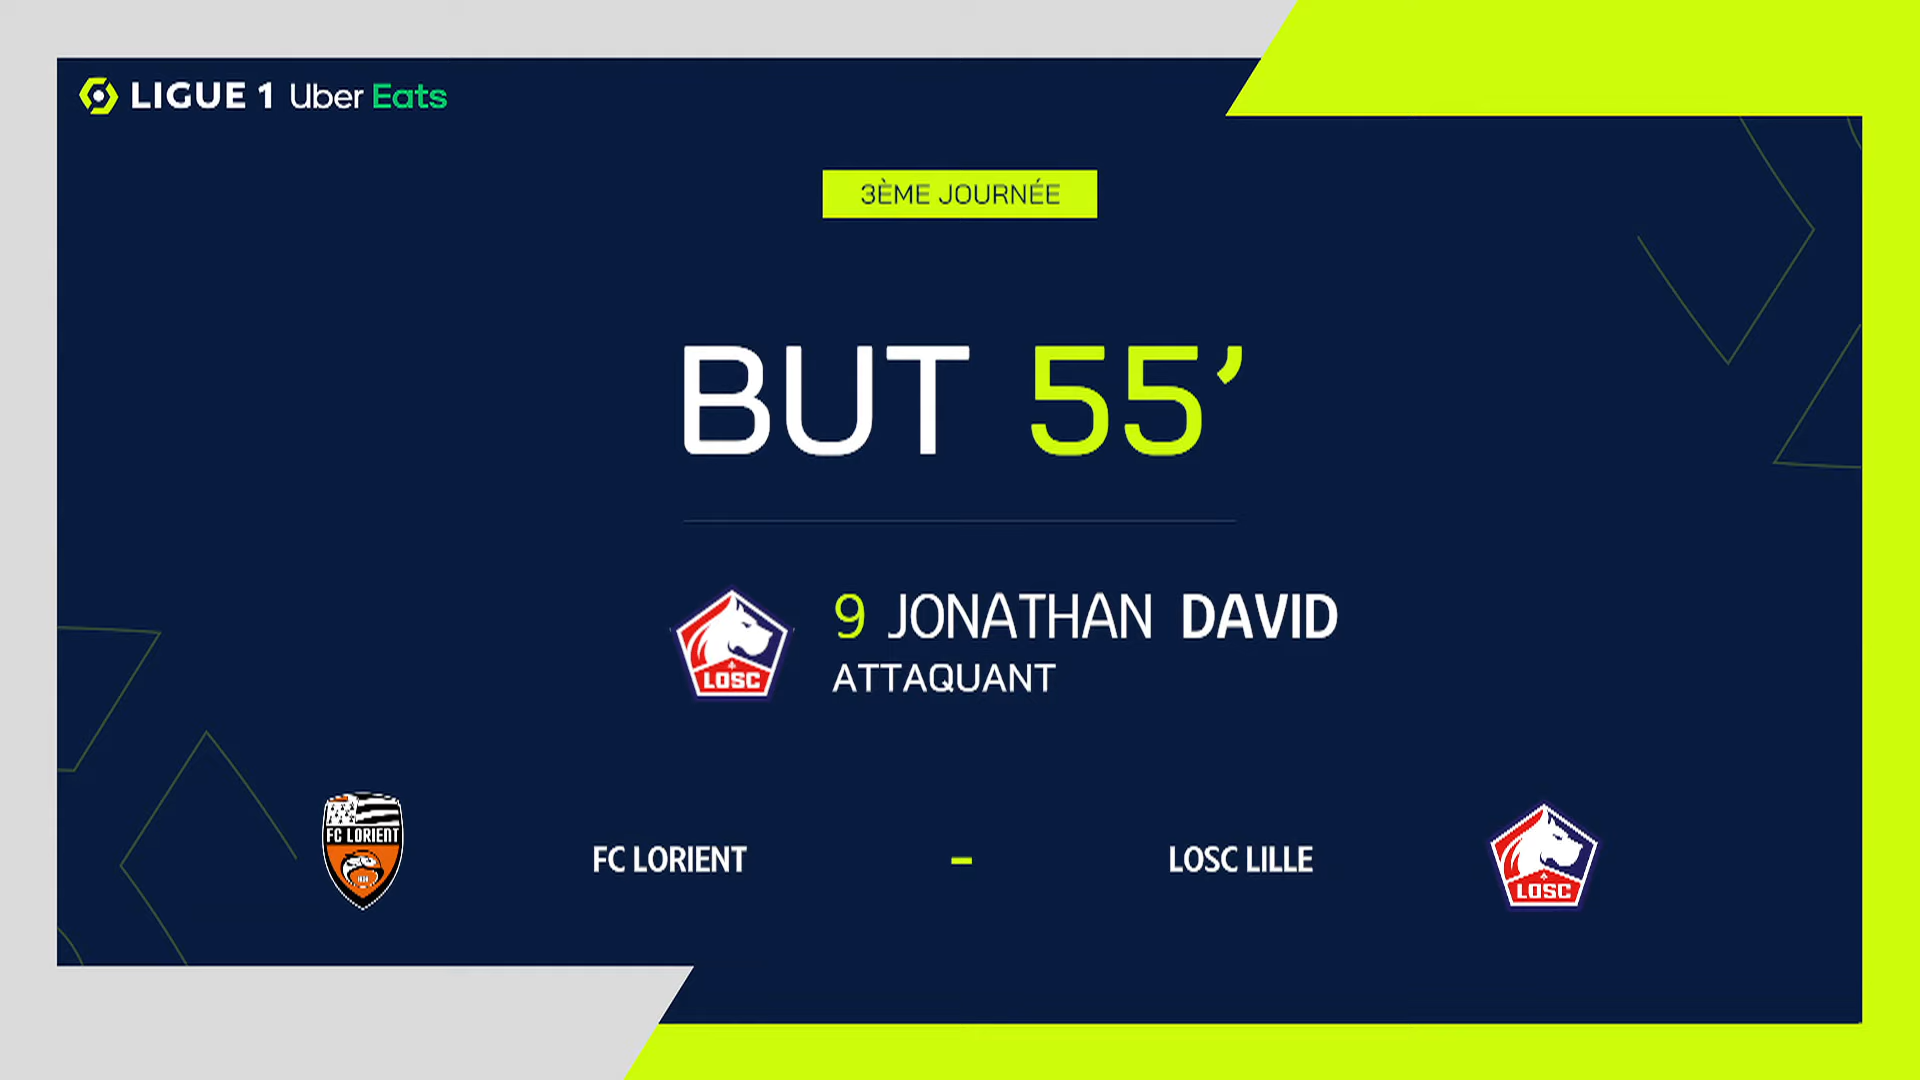 LIGUE 1 Uber Eats
3ÈME JOURNÉE
BUT 55’
9 JONATHAN DAVID
LOSC
ATTAQUANT
FC LORIENT
FC LORIENT
-
LOSC LILLE
LOSC